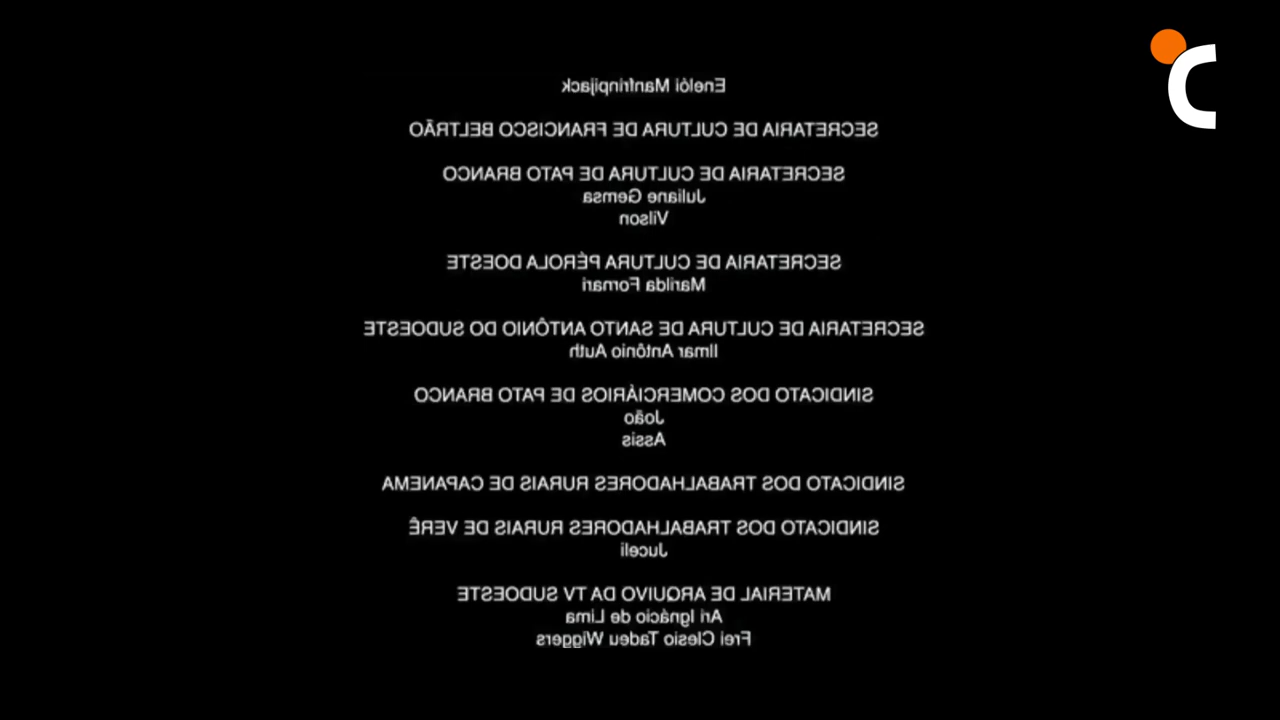 Enelói Manfrinpijack
SECRETARIA DE CULTURA DE FRANCISCO BELTRÃO
SECRETARIA DE CULTURA DE PATO BRANCO
Juliane Gemsa
Vilson
SECRETARIA DE CULTURA PÉROLA DOESTE
Marilda Fornari
SECRETARIA DE CULTURA DE SANTO ANTÔNIO DO SUDOESTE
Ilmar Antônio Auth
SINDICATO DOS COMERCIÁRIOS DE PATO BRANCO
João
Assis
SINDICATO DOS TRABALHADORES RURAIS DE CAPANEMA
SINDICATO DOS TRABALHADORES RURAIS DE VERÊ
Juceli
MATERIAL DE ARQUIVO DA TV SUDOESTE
Ari Ignácio de Lima
Frei Clesio Tadeu Wiggers